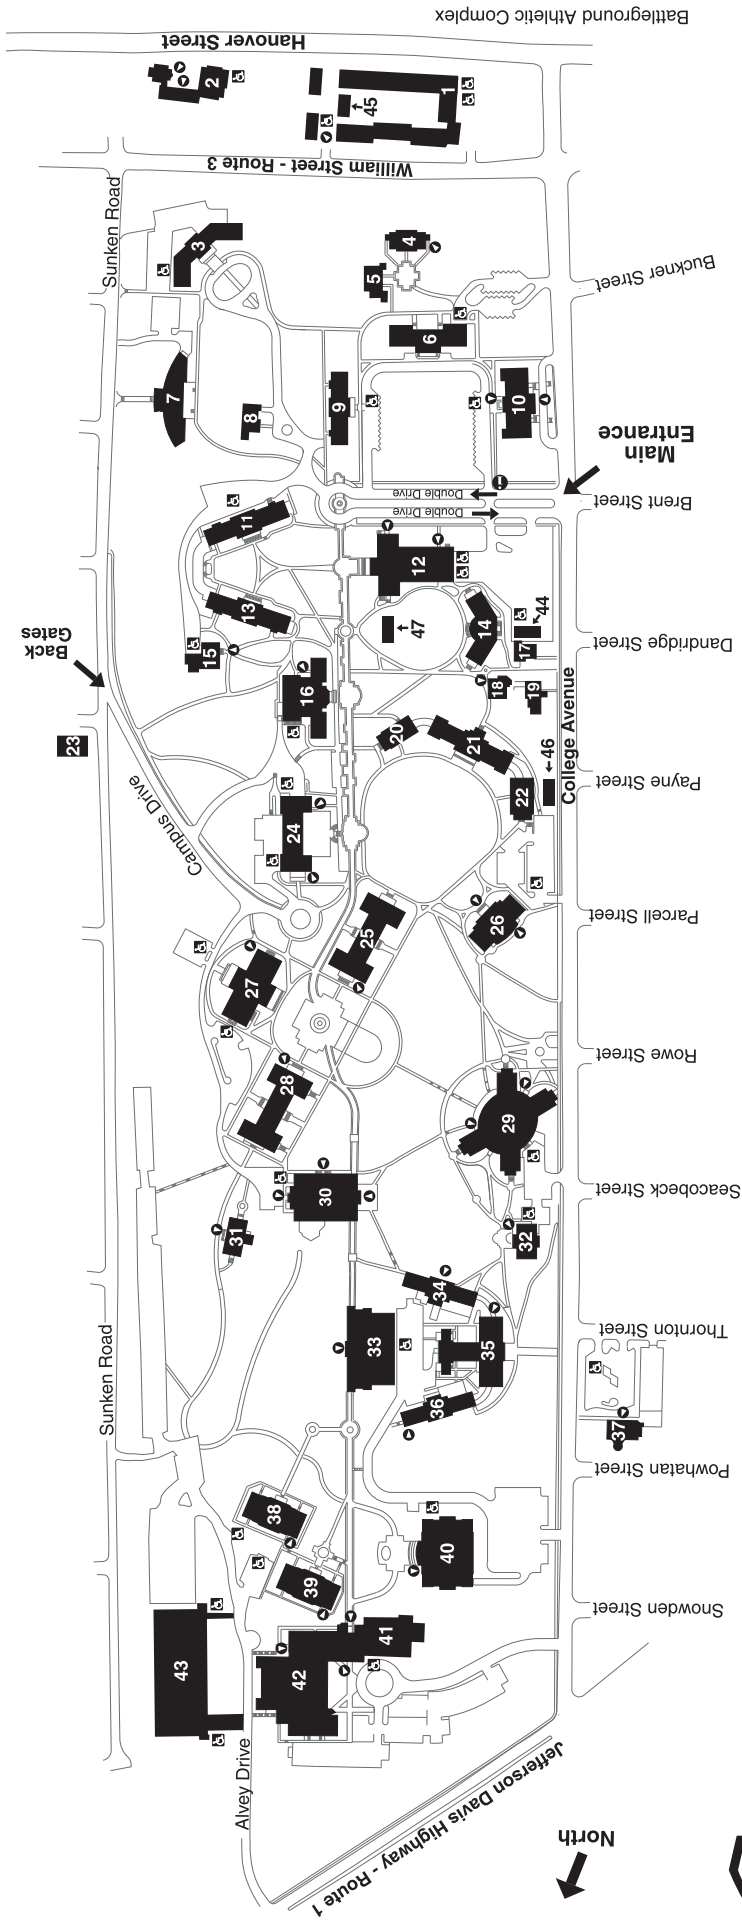 Battleground Athletic Complex
Hanover Street
2
1
45
William Street - Route 3
Sunken Road
3
4
5
Buckner Street
6
7
8
9
10
Main
Entrance
Double Drive
Double Drive
Brent Street
11
12
13
47
14
44
Back
Gates
15
17
Dandridge Street
16
18
19
College Avenue
23
20
21
46
22
Payne Street
Campus Drive
24
25
26
Parcell Street
27
28
Rowe Street
29
30
31
32
Seacobeck Street
Sunken Road
33
34
35
36
Thornton Street
37
Powhatan Street
38
39
40
Snowden Street
41
42
43
Alvey Drive
Jefferson Davis Highway - Route 1
North